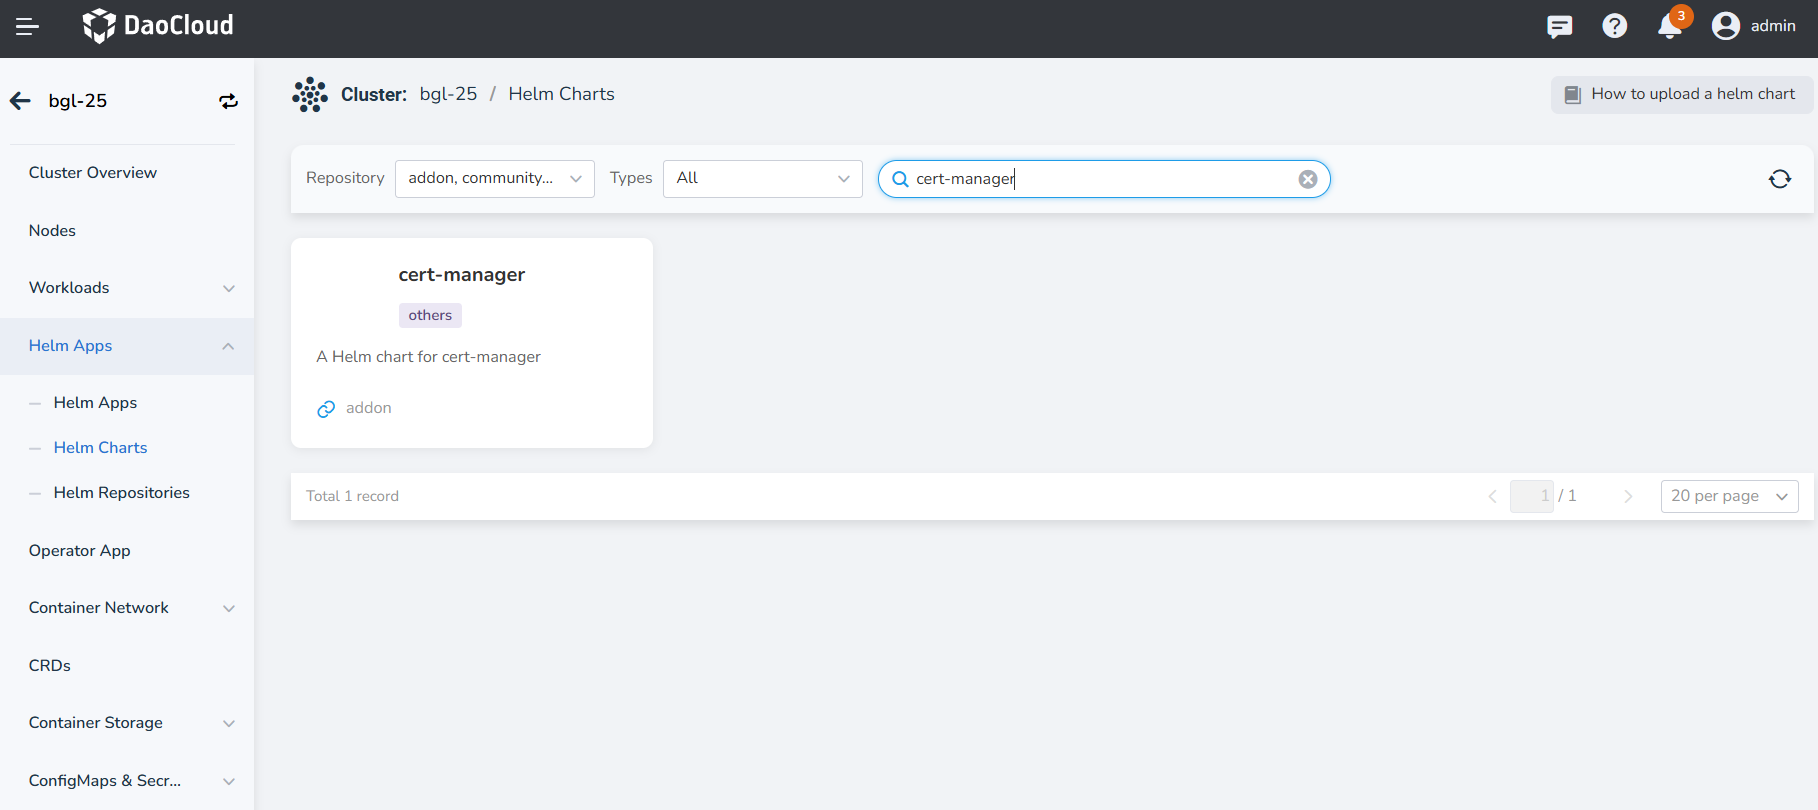 DaoCloud
3
admin
bgl-25
Cluster: bgl-25 / Helm Charts
How to upload a helm chart
Cluster Overview
Nodes
Workloads
Helm Apps
Helm Apps
Helm Charts
Helm Repositories
Operator App
Container Network
CRDs
Container Storage
ConfigMaps & Secr...
Repository addon, community... Types All cert-manager
cert-manager
others
A Helm chart for cert-manager
addon
Total 1 record
1 / 1
20 per page